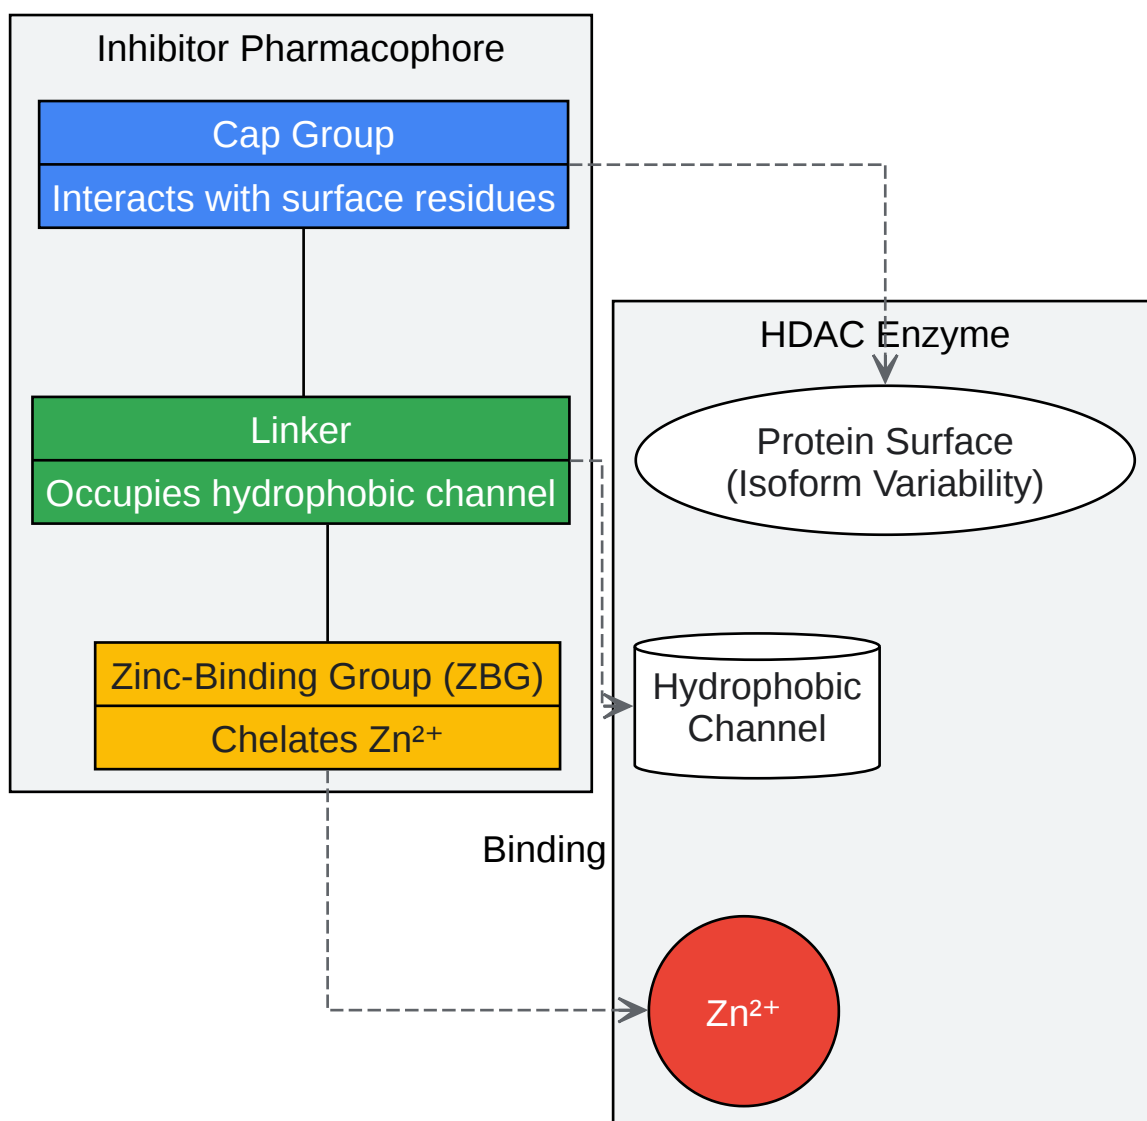 Inhibitor Pharmacophore
Cap Group
Interacts with surface residues
Linker
Occupies hydrophobic channel
Zinc-Binding Group (ZBG)
Chelates Zn²⁺
Binding
HDAC Enzyme
Protein Surface
(Isoform Variability)
Hydrophobic
Channel
Zn²⁺